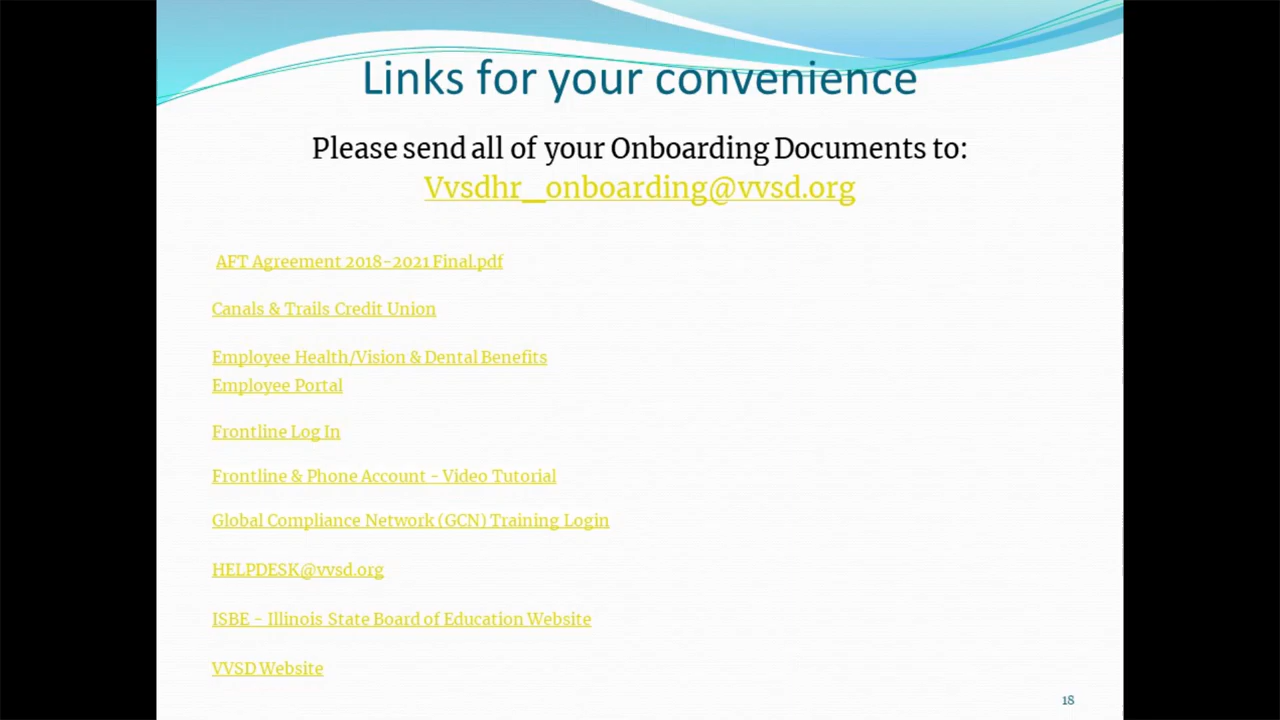 Links for your convenience
Please send all of your Onboarding Documents to:
Vvsdhr_onboarding@vvsd.org
AFT Agreement 2018-2021 Final.pdf
Canals & Trails Credit Union
Employee Health/Vision & Dental Benefits
Employee Portal
Frontline Log In
Frontline & Phone Account - Video Tutorial
Global Compliance Network (GCN) Training Login
HELPDESK@vvsd.org
ISBE - Illinois State Board of Education Website
VVSD Website
18